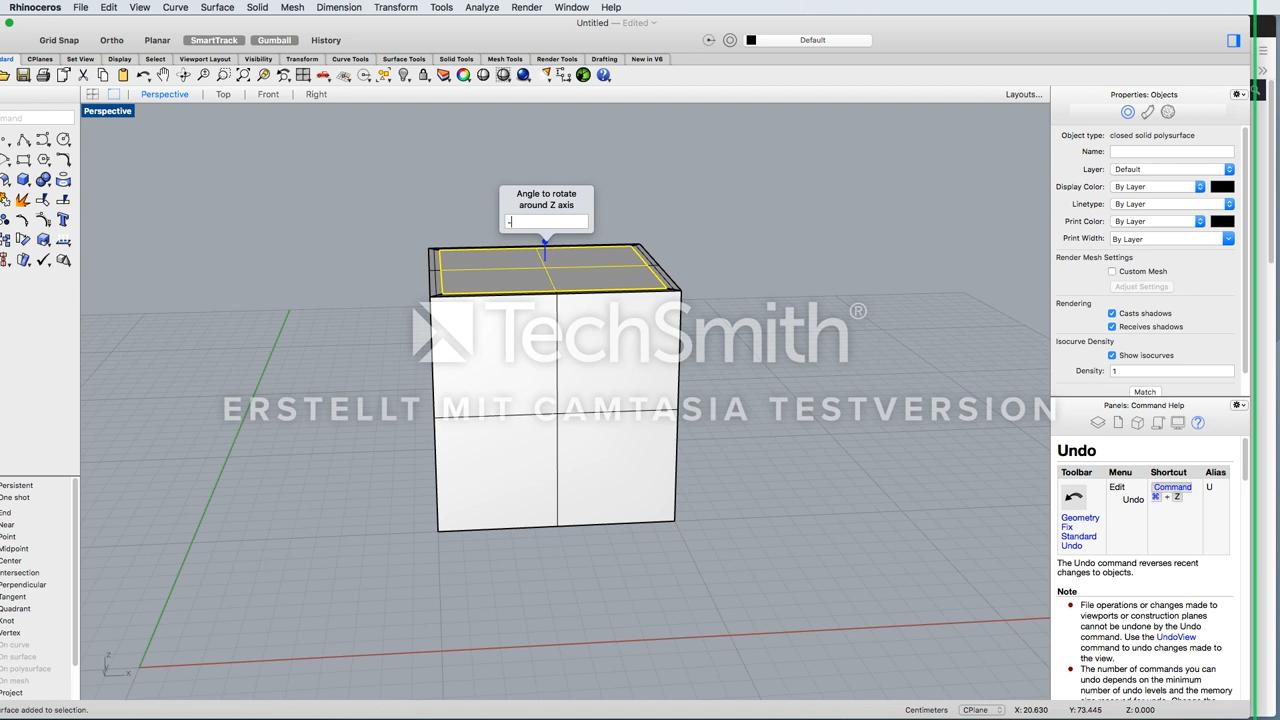 Rhinoceros File Edit View Curve Surface Solid Mesh Dimension Transform Tools Analyze Render Window Help
Untitled — Edited
Grid Snap Ortho Planar SmartTrack Gumball History Default
dard CPlanes Set View Display Select Viewport Layout Visibility Transform Curve Tools Surface Tools Solid Tools Mesh Tools Render Tools Drafting New in V6
Perspective Top Front Right Layouts...
Perspective
mand
Angle to rotate
around Z axis
-
TechSmith®
ERSTELLT MIT CAMTASIA TESTVERSION
z
x
Persistent
One shot
End
Near
Point
Midpoint
Center
Intersection
Perpendicular
Tangent
Quadrant
Knot
Vertex
On curve
On surface
On polysurface
On mesh
Project
Properties: Objects
Object type: closed solid polysurface
Name:
Layer: Default
Display Color: By Layer
Linetype: By Layer
Print Color: By Layer
Print Width: By Layer
Render Mesh Settings
Custom Mesh
Adjust Settings
Rendering
Casts shadows
Receives shadows
Isocurve Density
Show isocurves
Density: 1
Match
Panels: Command Help
Undo
Toolbar Menu Shortcut Alias
Edit Command U
Undo ⌘ + Z
Geometry
Fix
Standard
Undo
The Undo command reverses recent
changes to objects.
Note
File operations or changes made to
viewports or construction planes
cannot be undone by the Undo
command. Use the UndoView
command to undo changes made to
the view.
The number of commands you can
undo depends on the minimum
number of undo levels and the memory
urface added to selection.
Centimeters CPlane X: 20.630 Y: 73.445 Z: 0.000